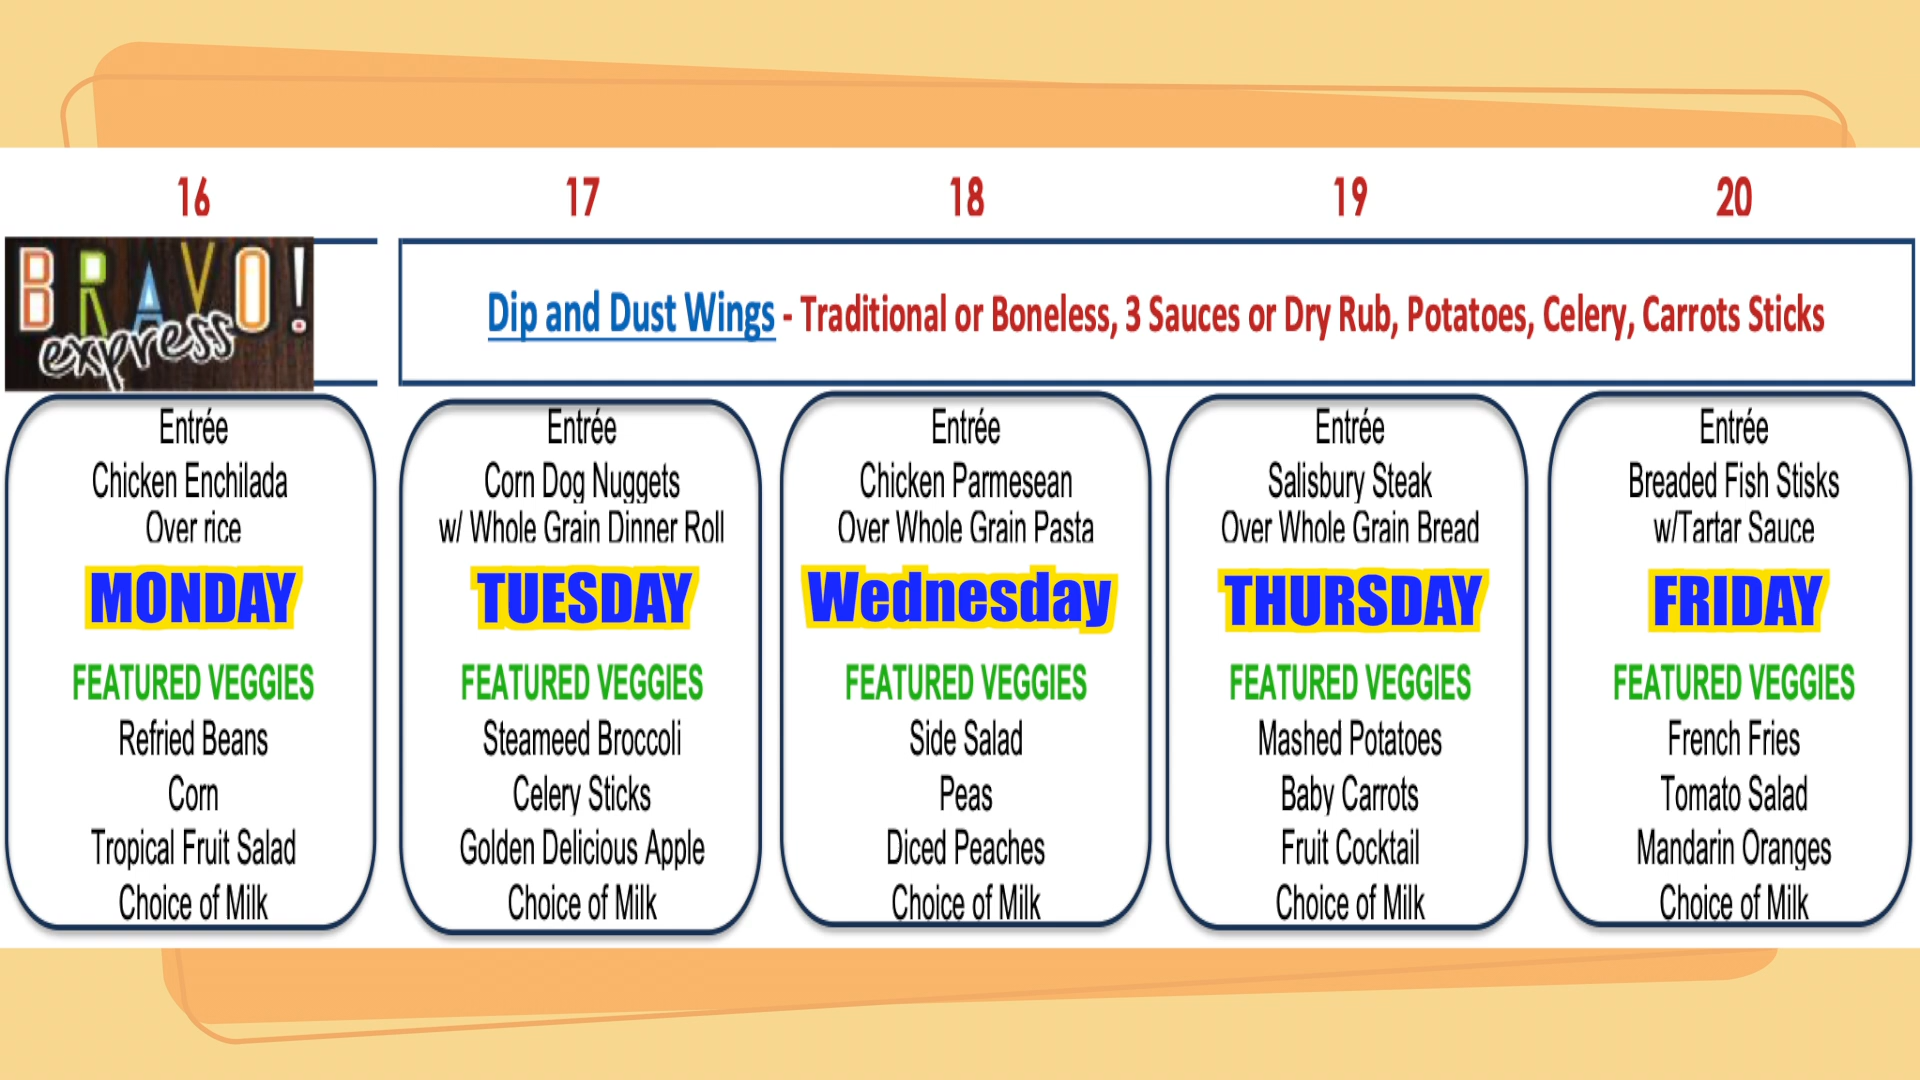 16
17
18
19
20
BRAVO!
express
Dip and Dust Wings - Traditional or Boneless, 3 Sauces or Dry Rub, Potatoes, Celery, Carrots Sticks
Entrée
Chicken Enchilada
Over rice
MONDAY
FEATURED VEGGIES
Refried Beans
Corn
Tropical Fruit Salad
Choice of Milk
Entrée
Corn Dog Nuggets
w/ Whole Grain Dinner Roll
TUESDAY
FEATURED VEGGIES
Steameed Broccoli
Celery Sticks
Golden Delicious Apple
Choice of Milk
Entrée
Chicken Parmesean
Over Whole Grain Pasta
Wednesday
FEATURED VEGGIES
Side Salad
Peas
Diced Peaches
Choice of Milk
Entrée
Salisbury Steak
Over Whole Grain Bread
THURSDAY
FEATURED VEGGIES
Mashed Potatoes
Baby Carrots
Fruit Cocktail
Choice of Milk
Entrée
Breaded Fish Stisks
w/Tartar Sauce
FRIDAY
FEATURED VEGGIES
French Fries
Tomato Salad
Mandarin Oranges
Choice of Milk